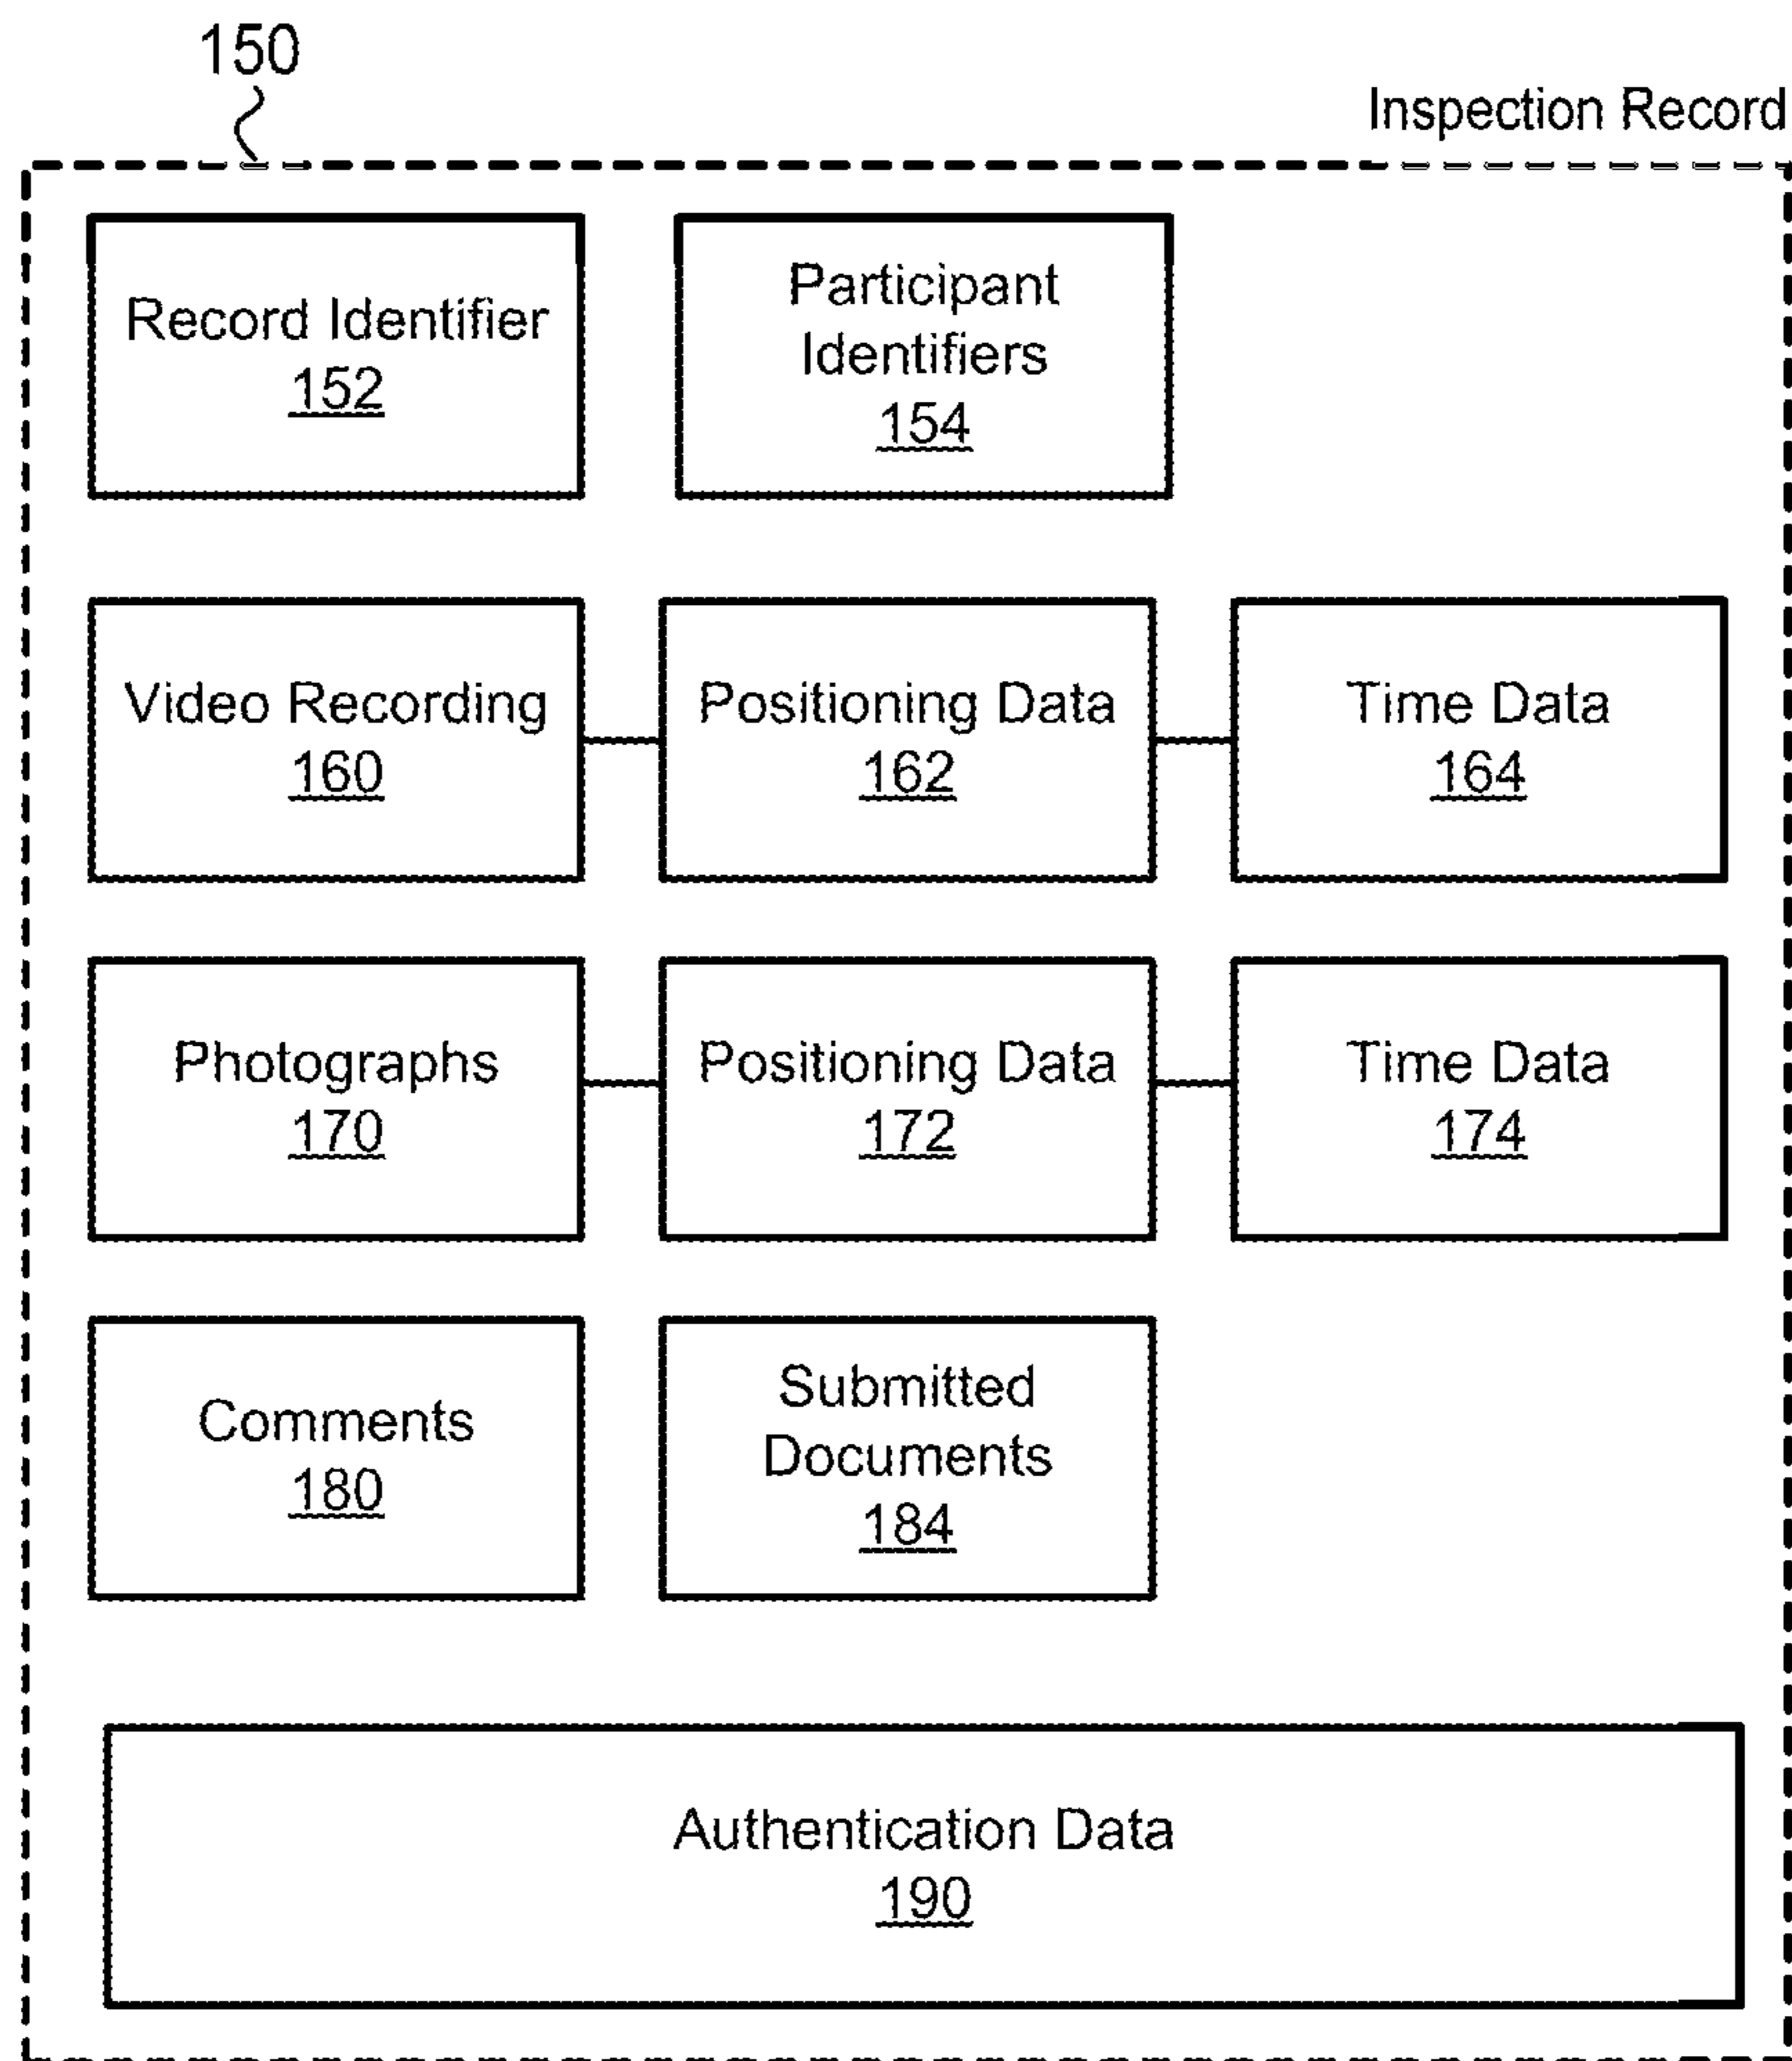 150
Inspection Record
Record Identifier
152
Participant
Identifiers
154
Video Recording
160
Positioning Data
162
Time Data
164
Photographs
170
Positioning Data
172
Time Data
174
Comments
180
Submitted
Documents
184
Authentication Data
190